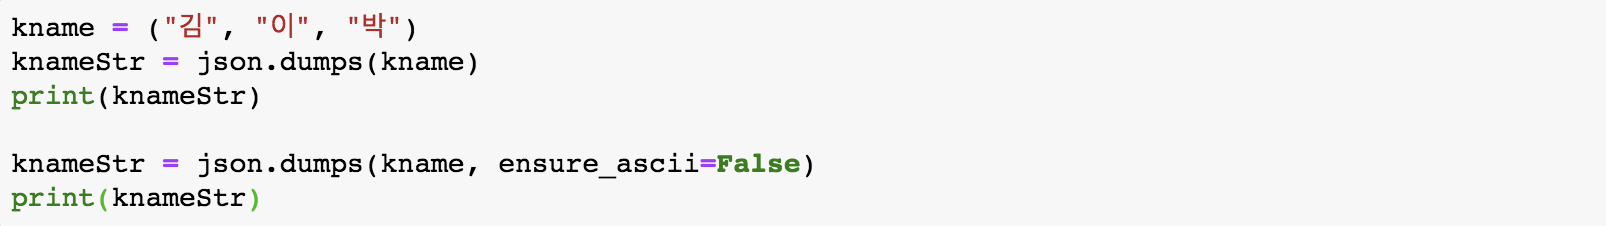 kname = ("김", "이", "박")
knameStr = json.dumps(kname)
print(knameStr)
knameStr = json.dumps(kname, ensure_ascii=False)
print(knameStr)